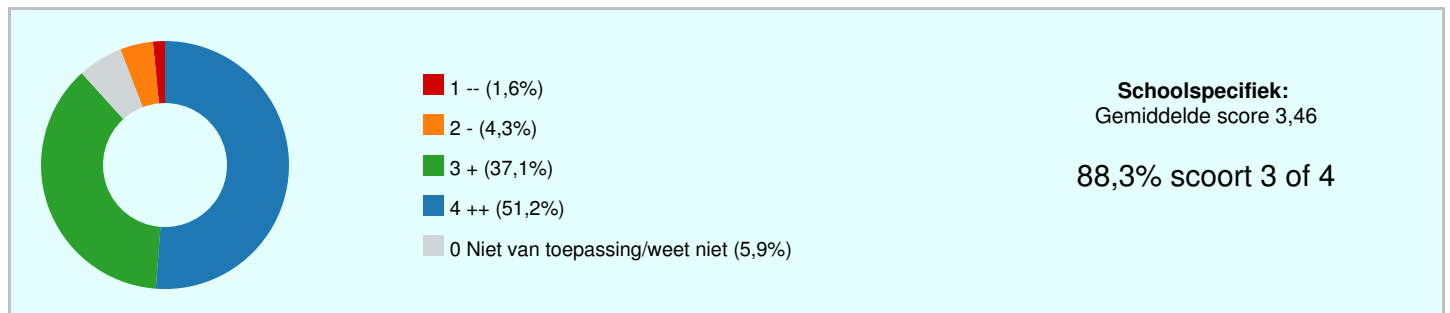 1 -- (1,6%)
2 - (4,3%)
3 + (37,1%)
4 ++ (51,2%)
0 Niet van toepassing/weet niet (5,9%)
Schoolspecifiek:
Gemiddelde score 3,46
88,3% scoort 3 of 4